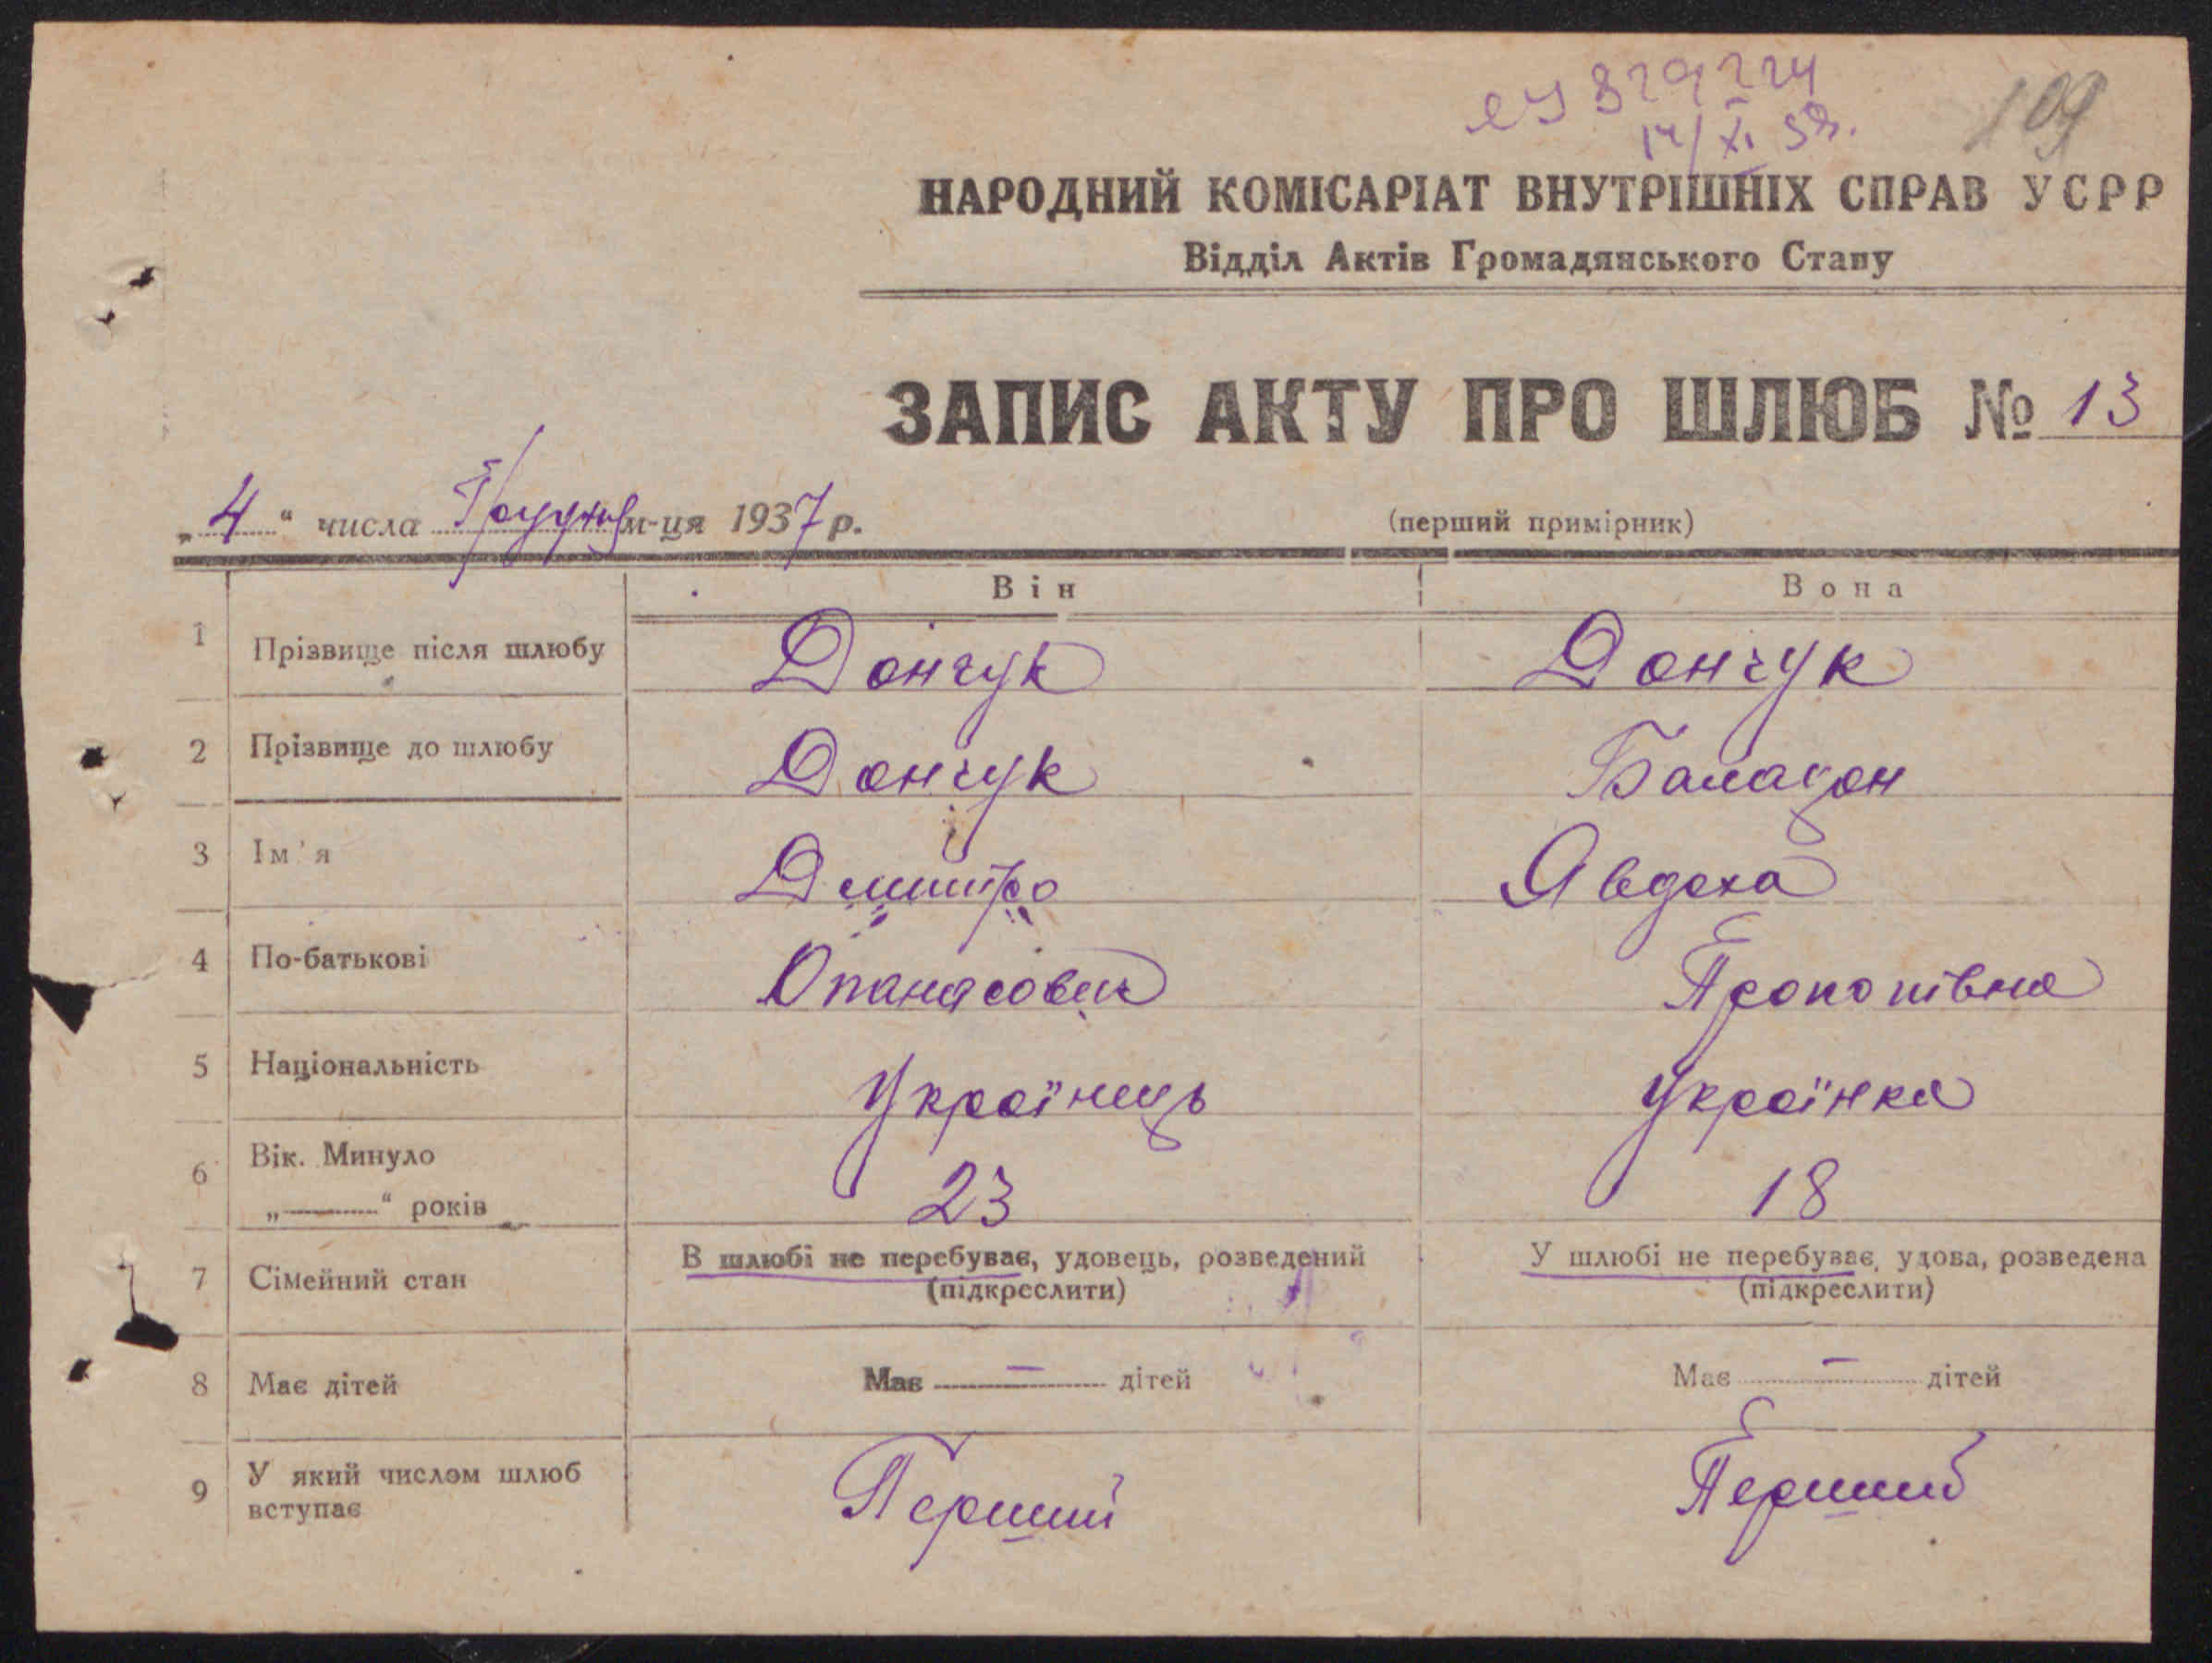 829224
109
НАРОДНИЙ КОМІСАРІАТ ВНУТРІШНІХ СПРАВ УСРР
Відділ Актів Громадянського Стану
ЗАПИС АКТУ ПРО ШЛЮБ № 13
„4“ числа Грудня м-ця 1937 р.
(перший примірник)
Він Вона
1 Прізвище після шлюбу Дончук Дончук
2 Прізвище до шлюбу Дончук
3 Ім'я Дмитро Явдоха
4 По-батькові Опанасович Прокопівна
5 Національність Українець Українка
6 Вік. Минуло
„ “ років 23 18
7 Сімейний стан В шлюбі не перебуває, удовець, розведений У шлюбі не перебуває, удова, розведена
(підкреслити) (підкреслити)
8 Має дітей Має — дітей Має — дітей
9 У який числом шлюб
вступає Перший Перший